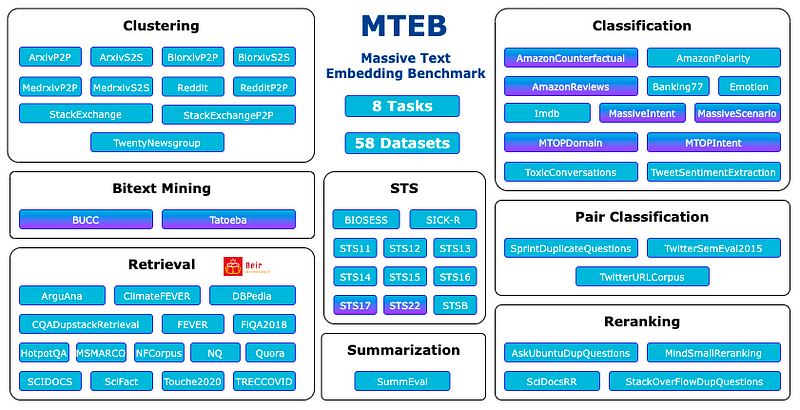 Clustering
ArxivP2P ArxivS2S BiorxivP2P BiorxivS2S
MedrxivP2P MedrxivS2S Reddit RedditP2P
StackExchange StackExchangeP2P
TwentyNewsgroup
MTEB
Massive Text
Embedding Benchmark
8 Tasks
58 Datasets
Classification
AmazonCounterfactual AmazonPolarity
AmazonReviews Banking77 Emotion
Imdb MassiveIntent MassiveScenario
MTOPDomain MTOPIntent
ToxicConversations TweetSentimentExtraction
Bitext Mining
BUCC Tatoeba
STS
BIOSESS SICK-R
STS11 STS12 STS13
STS14 STS15 STS16
STS17 STS22 STSB
Pair Classification
SprintDuplicateQuestions TwitterSemEval2015
TwitterURLCorpus
Retrieval
Beir
ArguAna ClimateFEVER DBPedia
CQADupstackRetrieval FEVER FiQA2018
HotpotQA MSMARCO NFCorpus NQ Quora
SCIDOCS SciFact Touche2020 TRECCOVID
Summarization
SummEval
Reranking
AskUbuntuDupQuestions MindSmallReranking
SciDocsRR StackOverFlowDupQuestions